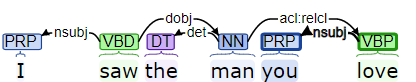 dobj acl:relcl
PRP nsubj VBD DT det NN PRP nsubj VBP
I saw the man you love